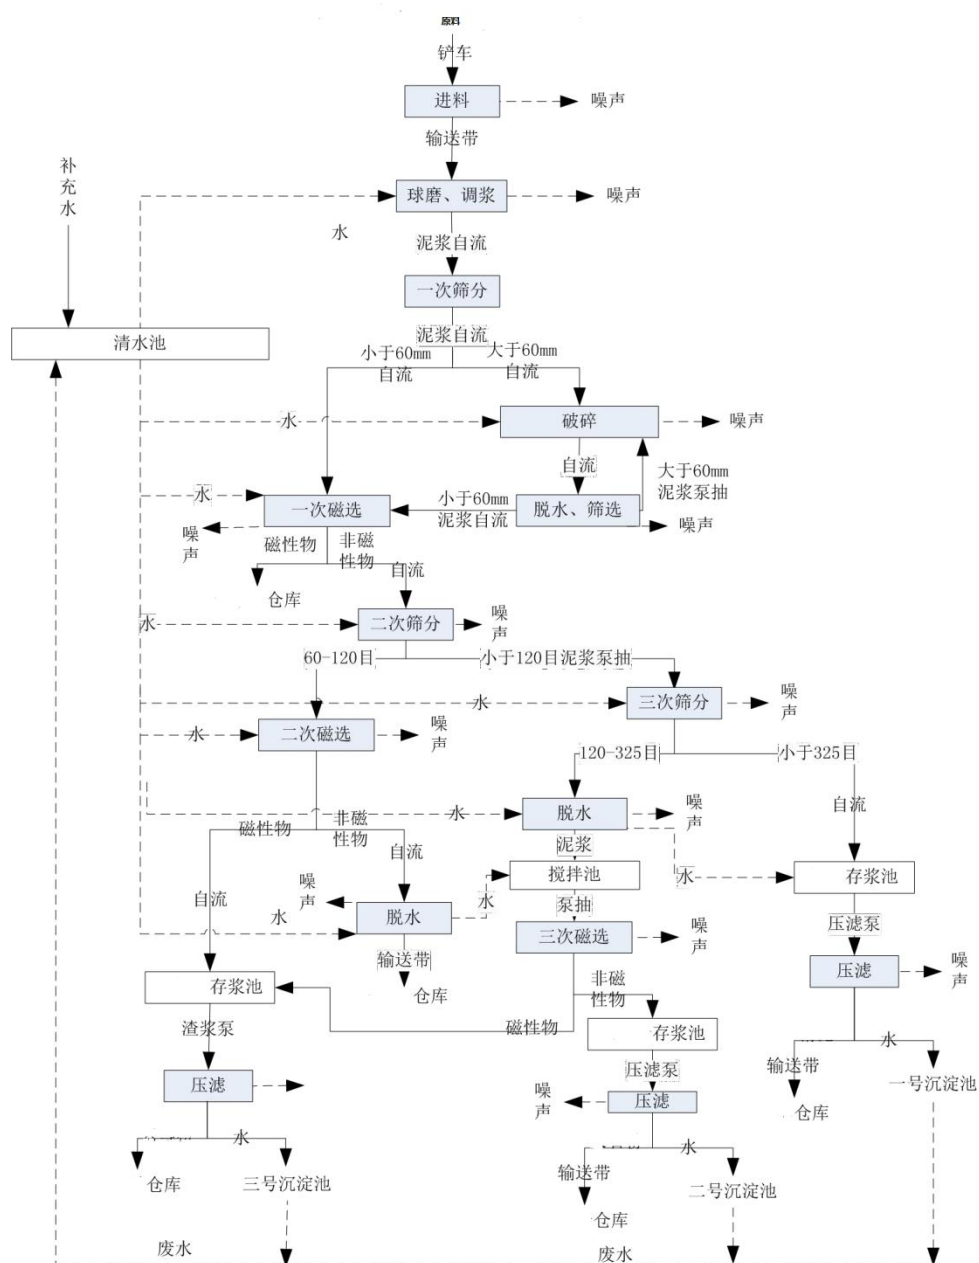 原料
铲车
进料
噪声
输送带
补
充
水
球磨、调浆
噪声
水
泥浆自流
一次筛分
泥浆自流
清水池
小于60mm
自流
大于60mm
自流
水
破碎
噪声
自流
大于60mm
泥浆泵抽
水
一次磁选
小于60mm
泥浆自流
脱水、筛选
噪声
噪
声
磁性物
非磁
性物
自流
仓库
水
二次筛分
噪
声
60-120目
小于120目泥浆泵抽
水
三次筛分
噪
声
水
二次磁选
噪
声
120-325目
小于325目
水
脱水
噪
声
自流
磁性物
非磁
性物
自流
泥浆
搅拌池
水
存浆池
噪
声
自流
水
脱水
水
泵抽
三次磁选
噪
声
压滤泵
输送带
仓库
压滤
噪
声
存浆池
非磁
性物
磁性物
存浆池
渣浆泵
压滤泵
水
输送带
仓库
一号沉淀池
压滤
噪
声
压滤
水
仓库
三号沉淀池
水
输送带
仓库
二号沉淀池
废水
废水